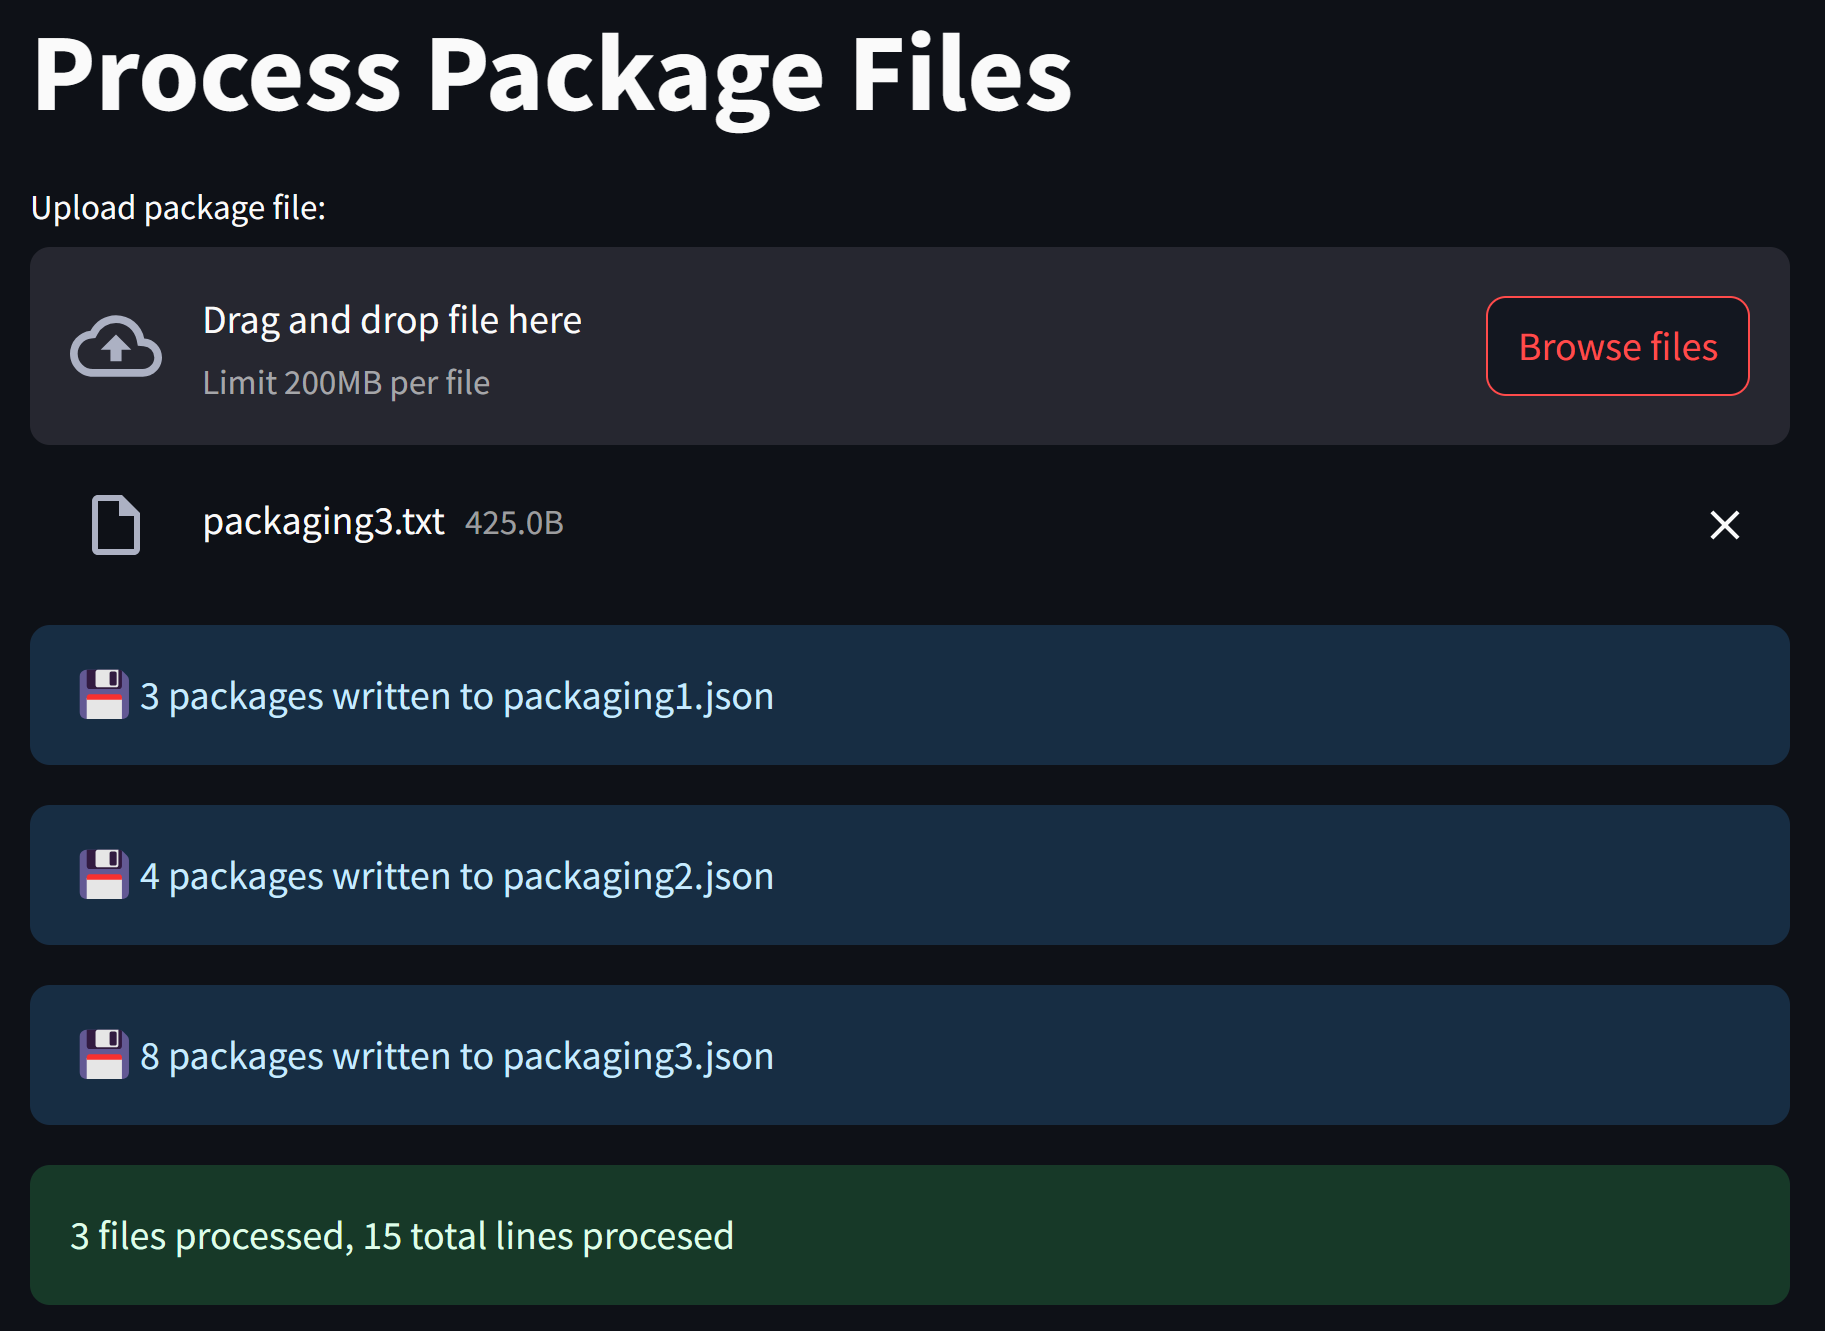 Process Package Files
Upload package file:
Drag and drop file here
Limit 200MB per file
Browse files
packaging3.txt 425.0B
3 packages written to packaging1.json
4 packages written to packaging2.json
8 packages written to packaging3.json
3 files processed, 15 total lines procesed